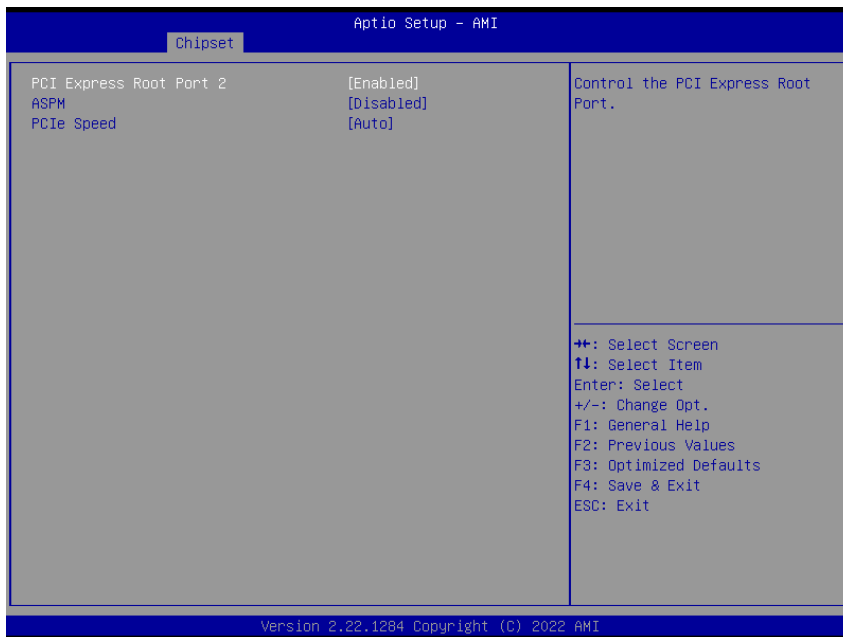 Aptio Setup - AMI
Chipset
PCI Express Root Port 2 [Enabled]
ASPM [Disabled]
PCIe Speed [Auto]
Control the PCI Express Root
Port.
→←: Select Screen
↑↓: Select Item
Enter: Select
+/-: Change Opt.
F1: General Help
F2: Previous Values
F3: Optimized Defaults
F4: Save & Exit
ESC: Exit
Version 2.22.1284 Copyright (C) 2022 AMI